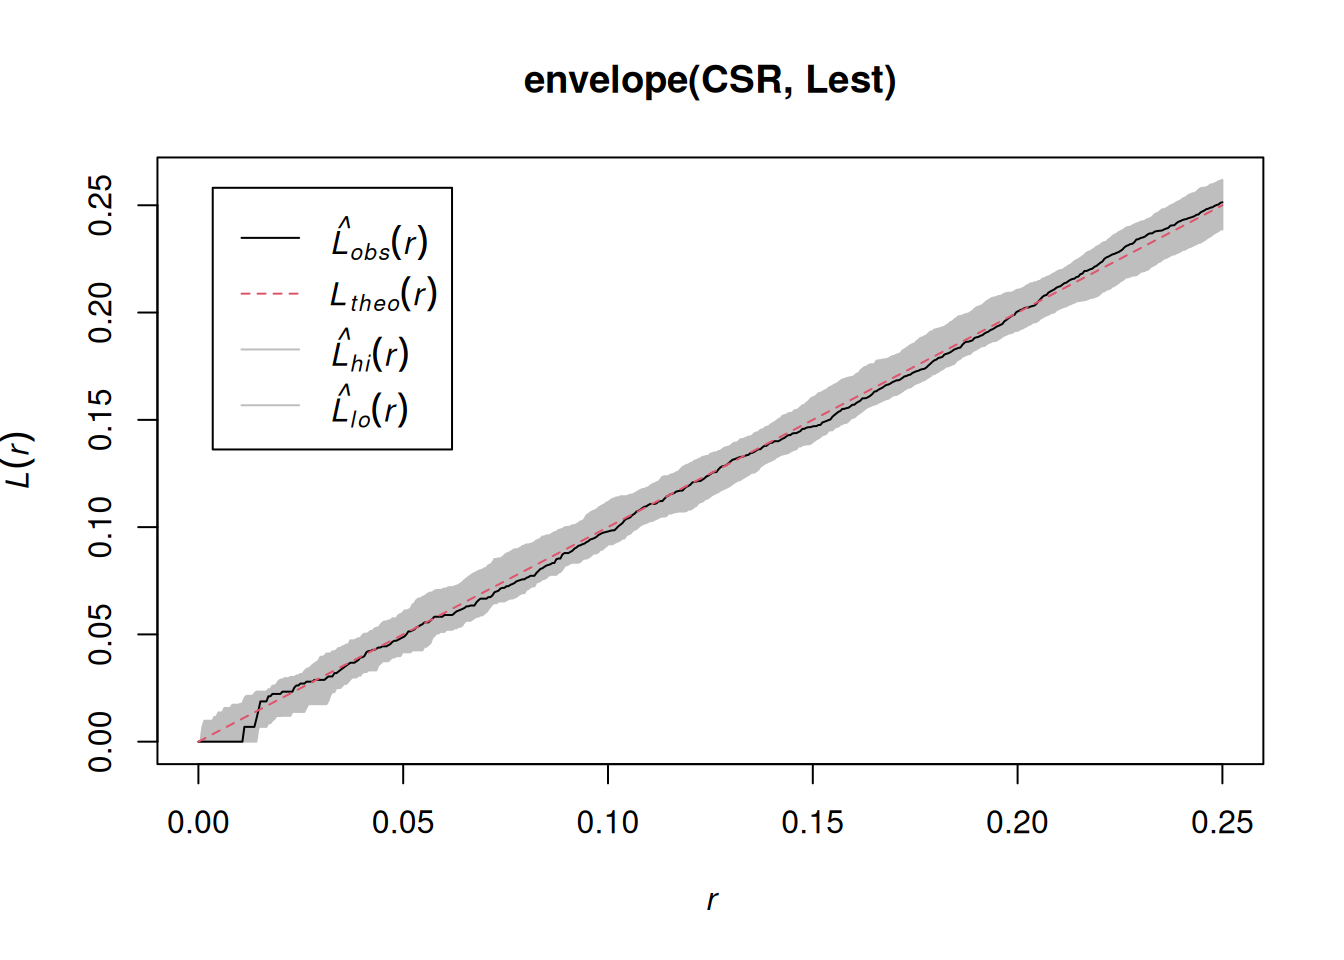 envelope(CSR, Lest)
L̂obs(r)
Ltheo(r)
L̂hi(r)
L̂lo(r)
L(r)
0.25
0.20
0.15
0.10
0.05
0.00
0.00 0.05 0.10 0.15 0.20 0.25
r